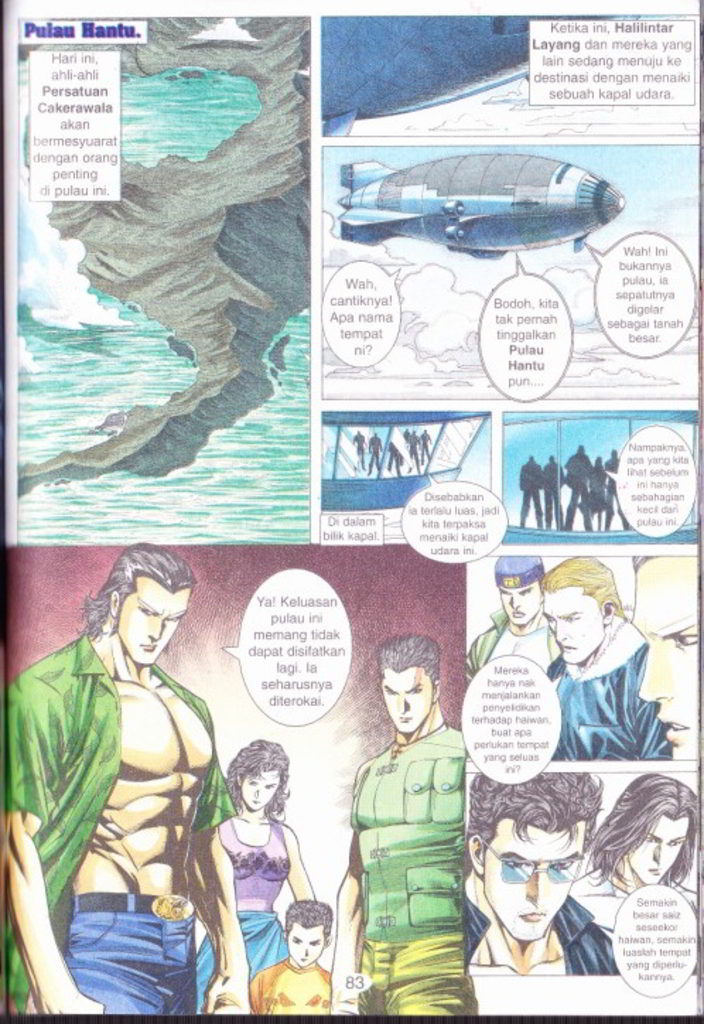 Pulau Hantu.
Hari ini,
ahli-ahli
Persatuan
Cakerawala
akan
bermesyuarat
dengan orang
penting
di pulau ini.
Ketika ini, Halilintar
Layang dan mereka yang
lain sedang menuju ke
destinasi dengan menaiki
sebuah kapal udara.
Wah,
cantiknya!
Apa nama
tempat
ni?
Bodoh, kita
tak pernah
tinggalkan
Pulau
Hantu
pun....
Wah! Ini
bukannya
pulau, ia
sepatutnya
digelar
sebagai tanah
besar.
Di dalam
bilik kapal.
Disebabkan
ia terlalu luas, jadi
kita terpaksa
menaiki kapal
udara ini.
Nampaknya,
apa yang kita
lihat sebelum
ini hanya
sebahagian
kecil dari
pulau ini.
Ya! Keluasan
pulau ini
memang tidak
dapat disifatkan
lagi. Ia
seharusnya
diterokai.
Mereka
hanya nak
menjalankan
penyelidikan
terhadap haiwan,
buat apa
perlukan tempat
yang seluas
ini?
Semakin
besar saiz
seseekor
haiwan, semakin
luaslah tempat
yang diperlu-
kan.
83